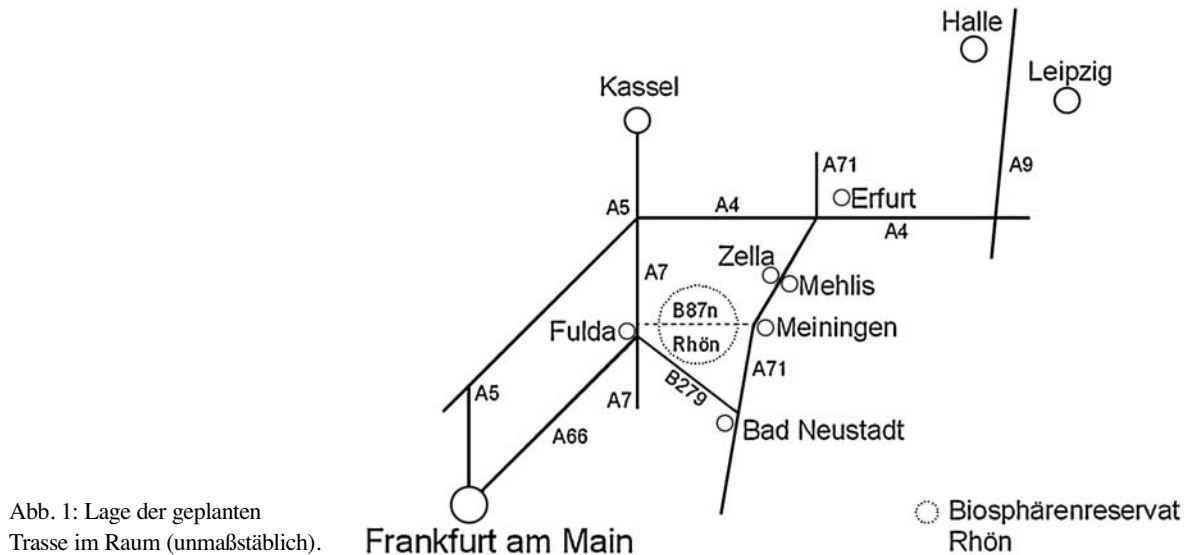 Halle
Leipzig
Kassel
A71
A9
Erfurt
A5
A4
A4
Zella
A7
Mehlis
B87n
Fulda
Meiningen
Rhön
A71
B279
A5
A7
A66
Bad Neustadt
Abb. 1: Lage der geplanten
Trasse im Raum (unmaßstäblich).
Frankfurt am Main
Biosphärenreservat
Rhön